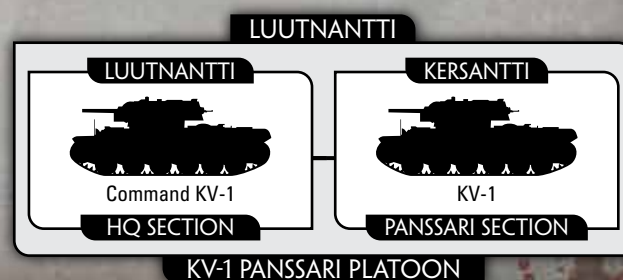 LUUTNANTTI
LUUTNANTTI
Command KV-1
HQ SECTION
KERSANTTI
KV-1
PANSSARI SECTION
KV-1 PANSSARI PLATOON